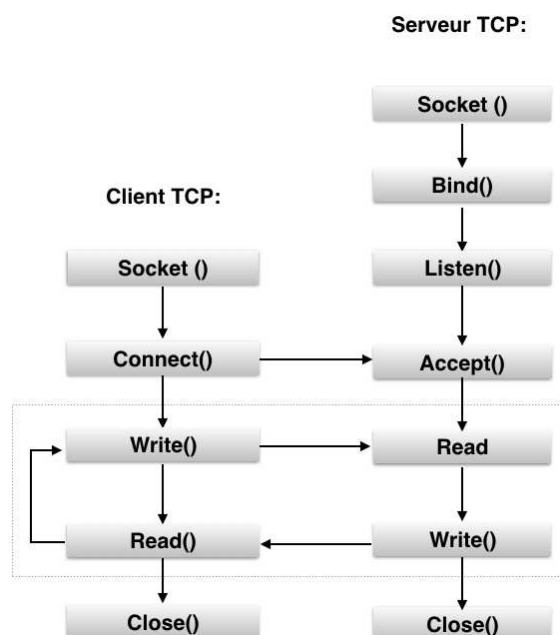 Serveur TCP:
Socket ()
Bind()
Client TCP:
Socket ()
Listen()
Connect()
Accept()
Write()
Read
Read()
Write()
Close()
Close()